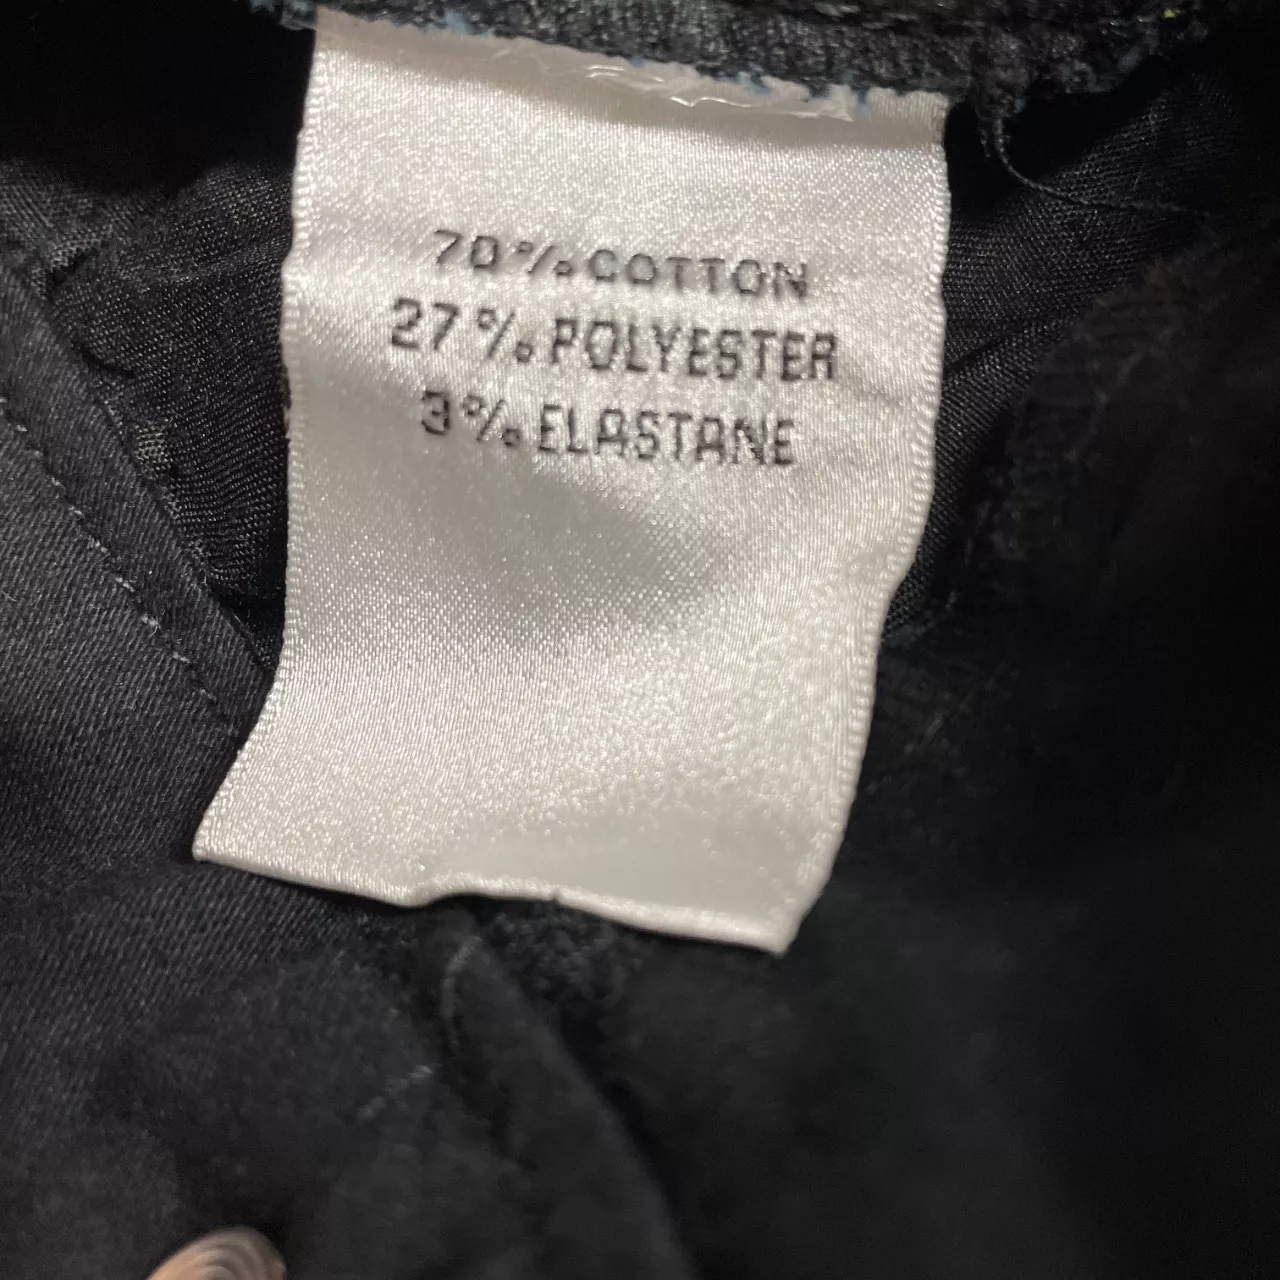 70% COTTON
27% POLYESTER
3% ELASTANE